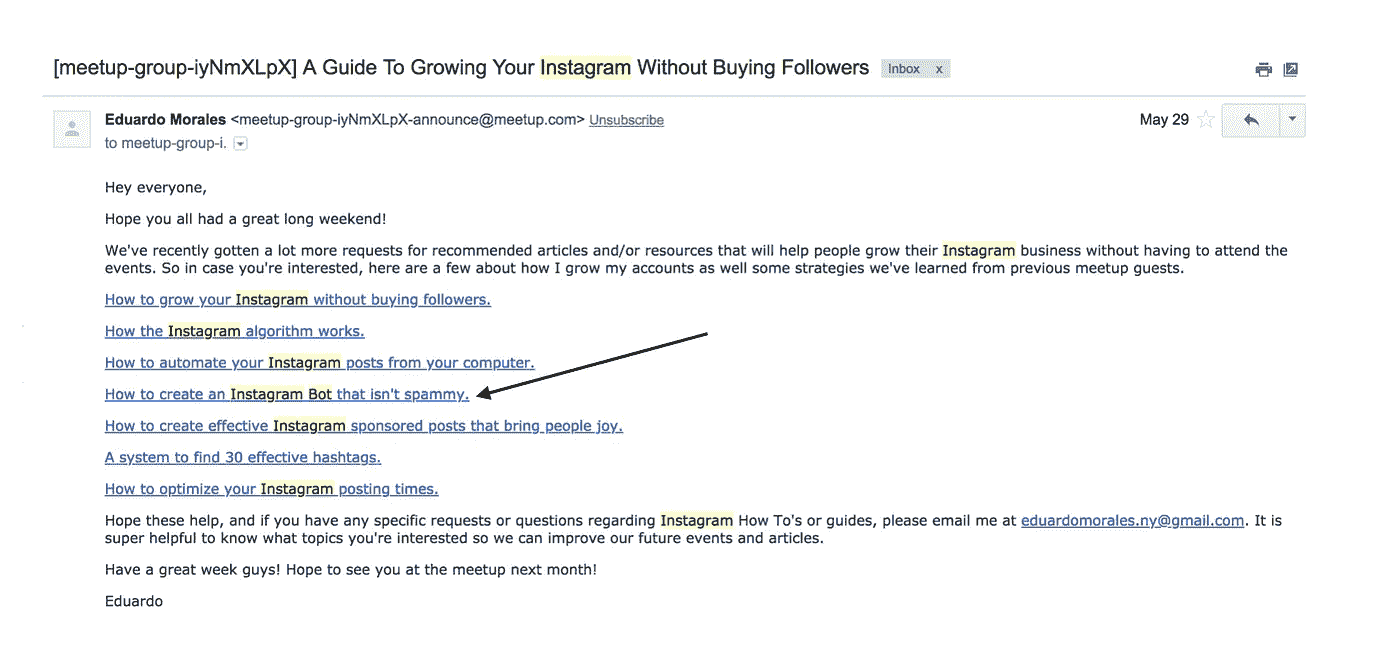 [meetup-group-iyNmXLpX] A Guide To Growing Your Instagram Without Buying Followers Inbox x
Eduardo Morales <meetup-group-iyNmXLpX-announce@meetup.com> Unsubscribe May 29
to meetup-group-i.
Hey everyone,
Hope you all had a great long weekend!
We've recently gotten a lot more requests for recommended articles and/or resources that will help people grow their Instagram business without having to attend the
events. So in case you're interested, here are a few about how I grow my accounts as well some strategies we've learned from previous meetup guests.
How to grow your Instagram without buying followers.
How the Instagram algorithm works.
How to automate your Instagram posts from your computer.
How to create an Instagram Bot that isn't spammy.
How to create effective Instagram sponsored posts that bring people joy.
A system to find 30 effective hashtags.
How to optimize your Instagram posting times.
Hope these help, and if you have any specific requests or questions regarding Instagram How To's or guides, please email me at eduardomorales.ny@gmail.com. It is
super helpful to know what topics you're interested so we can improve our future events and articles.
Have a great week guys! Hope to see you at the meetup next month!
Eduardo